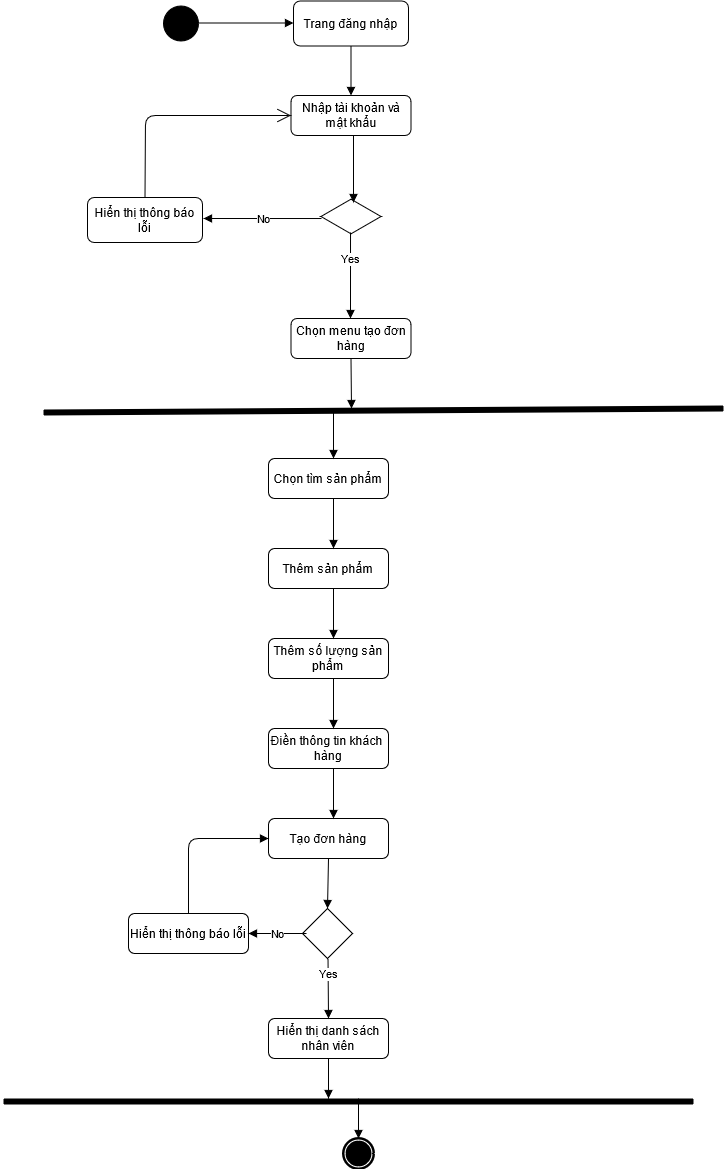 Trang đăng nhập
Nhập tài khoản và
mật khẩu
Hiển thị thông báo
lỗi
No
Yes
Chọn menu tạo đơn
hàng
Chọn tìm sản phẩm
Thêm sản phẩm
Thêm số lượng sản
phẩm
Điền thông tin khách
hàng
Tạo đơn hàng
Hiển thị thông báo lỗi
No
Yes
Hiển thị danh sách
nhân viên